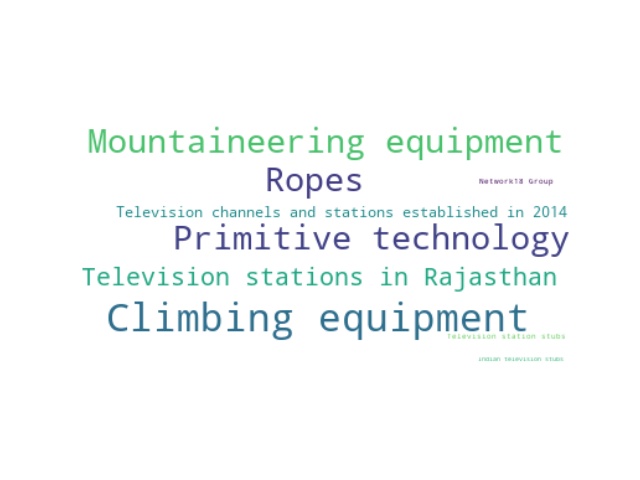 Mountaineering equipment
Ropes
Network18 Group
Television channels and stations established in 2014
Primitive technology
Television stations in Rajasthan
Climbing equipment
Television station stubs
Indian television stubs